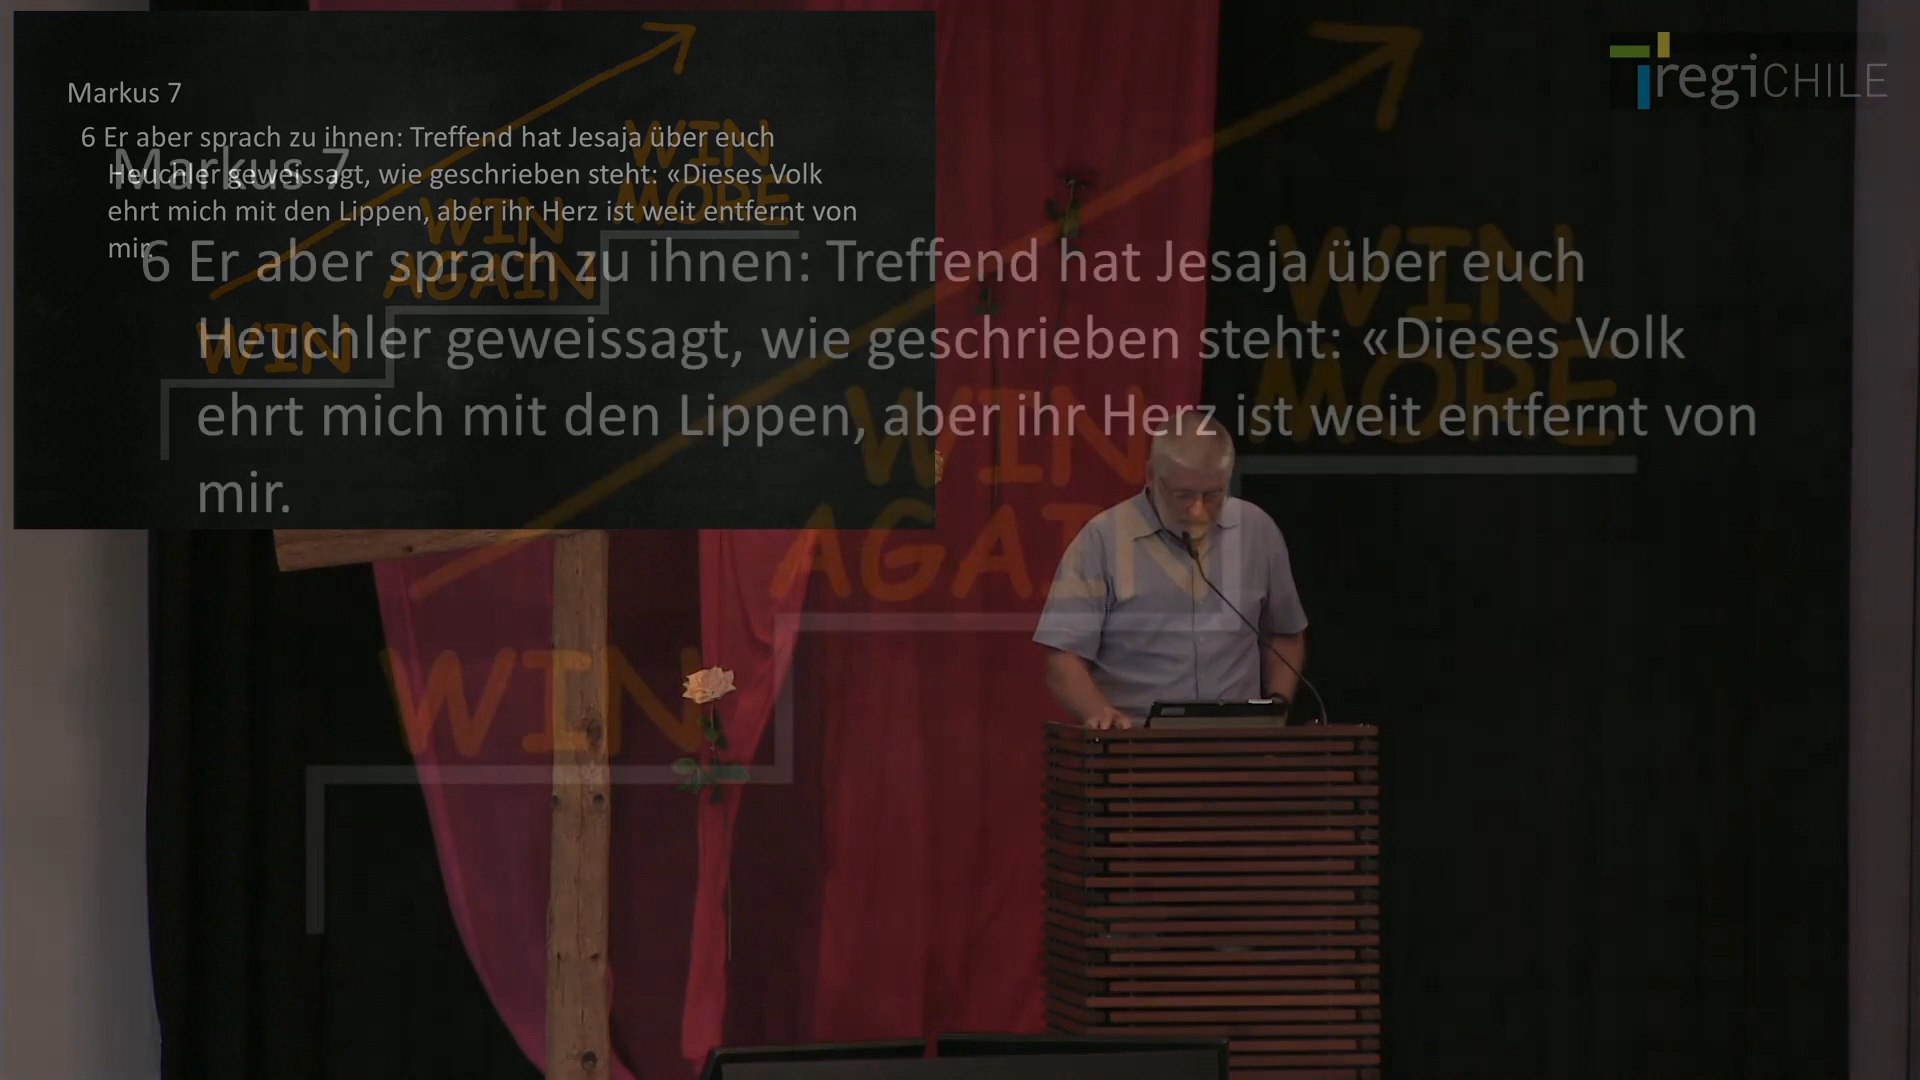 Markus 7
6 Er aber sprach zu ihnen: Treffend hat Jesaja über euch
Heuchler geweissagt, wie geschrieben steht: «Dieses Volk
ehrt mich mit den Lippen, aber ihr Herz ist weit entfernt von
mir.
WIN
MORE
WIN
AGAIN
WIN
regiCHILE
Markus 7
6 Er aber sprach zu ihnen: Treffend hat Jesaja über euch
Heuchler geweissagt, wie geschrieben steht: «Dieses Volk
ehrt mich mit den Lippen, aber ihr Herz ist weit entfernt von
mir.
WIN
MORE
WIN
AGAIN
WIN